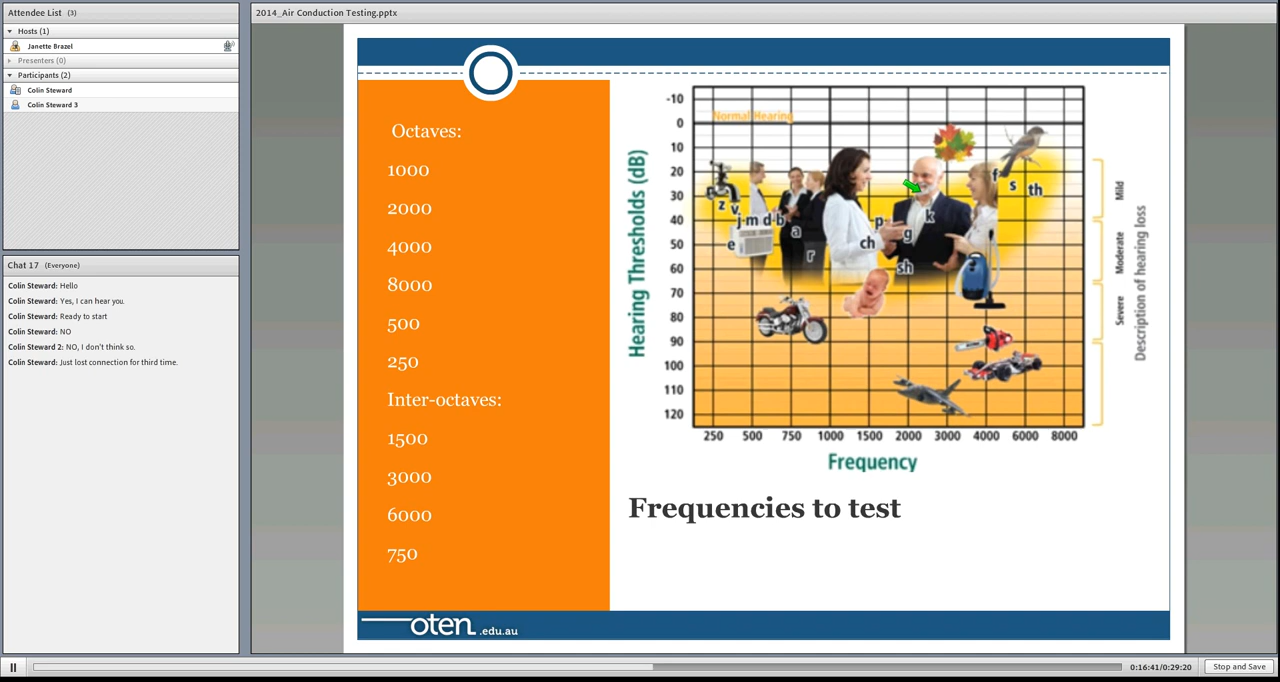 Attendee List (3)
Hosts (1)
Janette Brazel
Presenters (0)
Participants (2)
Colin Steward
Colin Steward 3
Chat 17 (Everyone)
Colin Steward: Hello
Colin Steward: Yes, I can hear you.
Colin Steward: Ready to start
Colin Steward: NO
Colin Steward 2: NO, I don't think so.
Colin Steward: Just lost connection for third time.
2014_Air Conduction Testing.pptx
Octaves:
1000
2000
4000
8000
500
250
Inter-octaves:
1500
3000
6000
750
Hearing Thresholds (dB)
-10
0
10
20
30
40
50
60
70
80
90
100
110
120
Normal Hearing
z
v
j m d b
e
a
r
p
ch
g
k
sh
f
s
th
Mild
Moderate
Severe
Description of hearing loss
250 500 750 1000 1500 2000 3000 4000 6000 8000
Frequency
Frequencies to test
oten .edu.au
0:16:41/0:29:20
Stop and Save